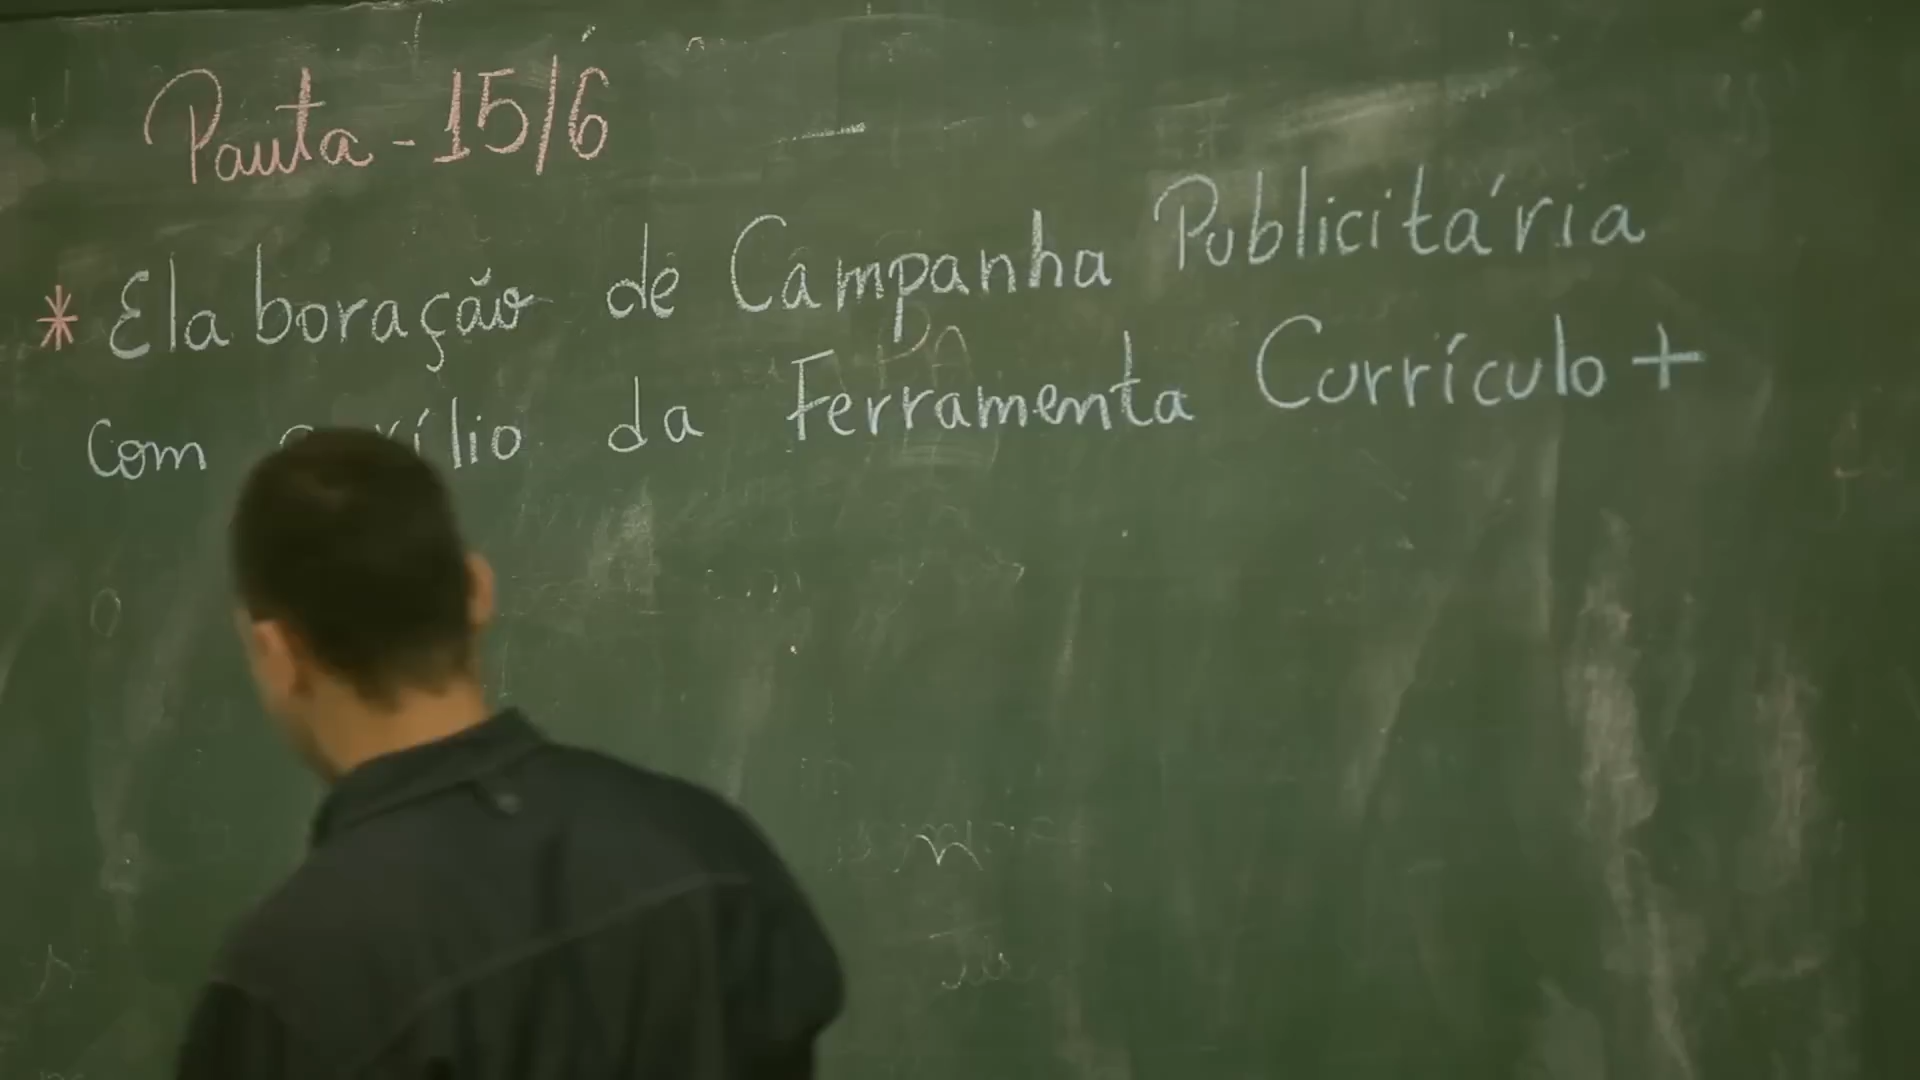 Pauta - 15/6
* Elaboração de Campanha Publicitária
com da Ferramenta Currículo +